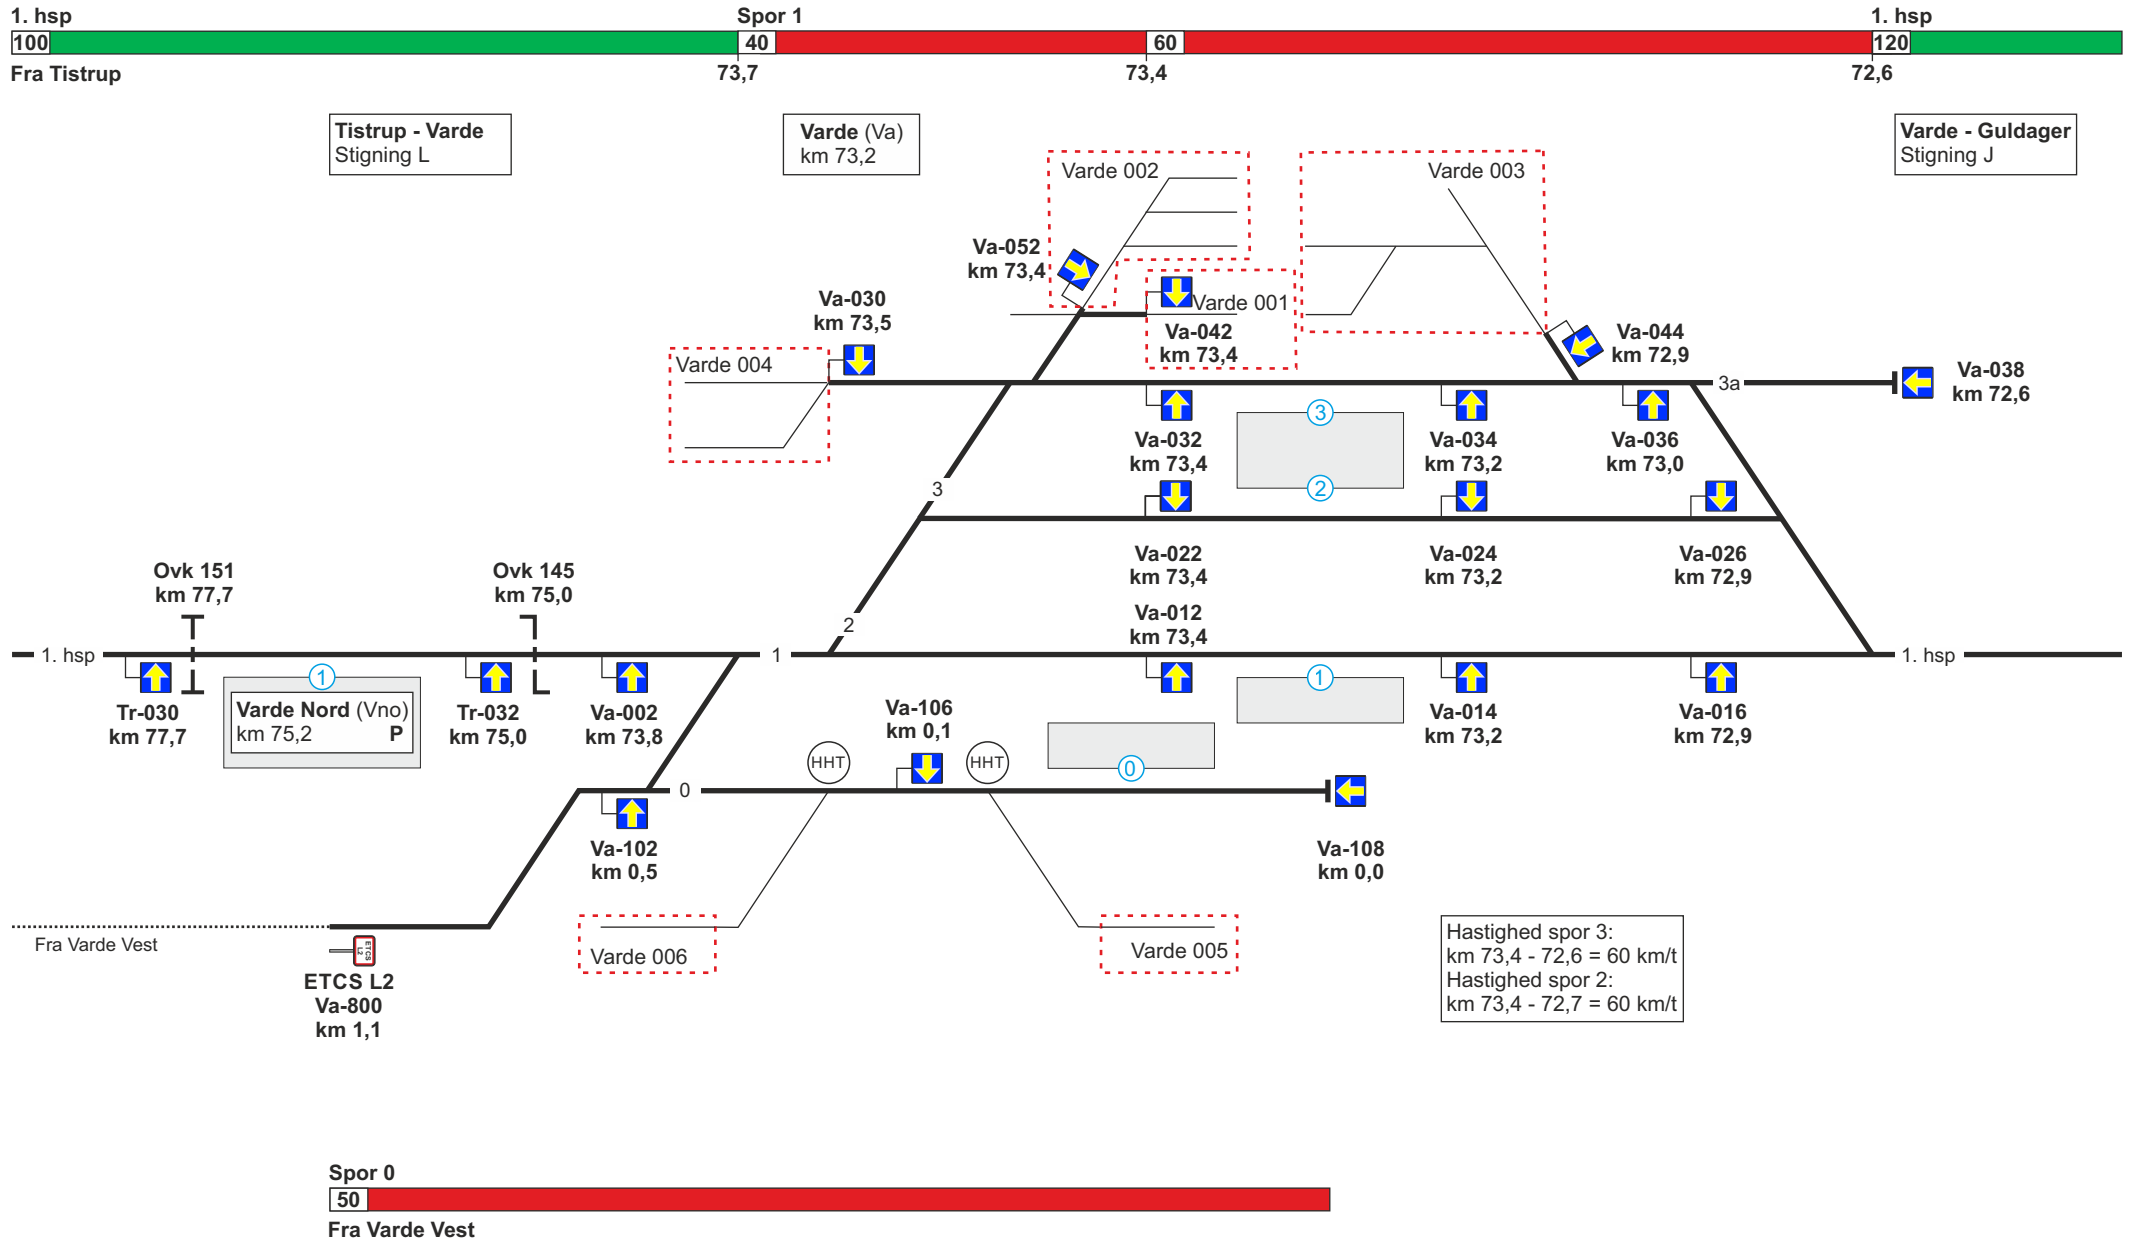 1. hsp
Spor 1
1. hsp
100
40
60
120
Fra Tistrup
73,7
73,4
72,6
Tistrup - Varde
Stigning L
Varde (Va)
km 73,2
Varde - Guldager
Stigning J
Varde 002
Varde 003
Va-052
km 73,4
Varde 001
Va-042
km 73,4
Va-030
km 73,5
Varde 004
Va-044
km 72,9
3a
Va-038
km 72,6
3
Va-032
km 73,4
Va-034
km 73,2
Va-036
km 73,0
2
3
Va-022
km 73,4
Va-024
km 73,2
Va-026
km 72,9
Ovk 151
km 77,7
Ovk 145
km 75,0
2
Va-012
km 73,4
1. hsp
1
1. hsp
1
1
Tr-030
km 77,7
Varde Nord (Vno)
km 75,2 P
Tr-032
km 75,0
Va-002
km 73,8
Va-106
km 0,1
Va-014
km 73,2
Va-016
km 72,9
HHT
HHT
0
0
Va-102
km 0,5
Va-108
km 0,0
Fra Varde Vest
ETCS
L2
ETCS L2
Va-800
km 1,1
Varde 006
Varde 005
Hastighed spor 3:
km 73,4 - 72,6 = 60 km/t
Hastighed spor 2:
km 73,4 - 72,7 = 60 km/t
Spor 0
50
Fra Varde Vest